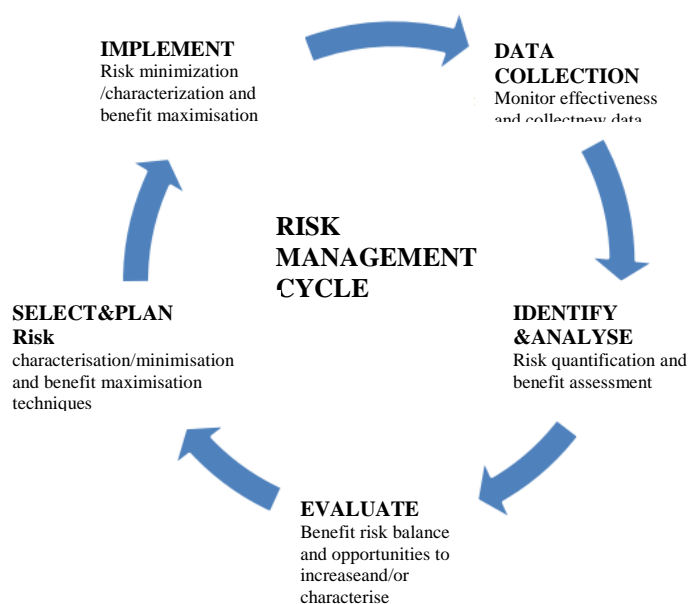 IMPLEMENT
Risk minimization
/characterization and
benefit maximisation
DATA
COLLECTION
Monitor effectiveness
and collectnew data
RISK
MANAGEMENT
CYCLE
SELECT&PLAN
Risk
characterisation/minimisation
and benefit maximisation
techniques
IDENTIFY
&ANALYSE
Risk quantification and
benefit assessment
EVALUATE
Benefit risk balance
and opportunities to
increaseand/or
characterise